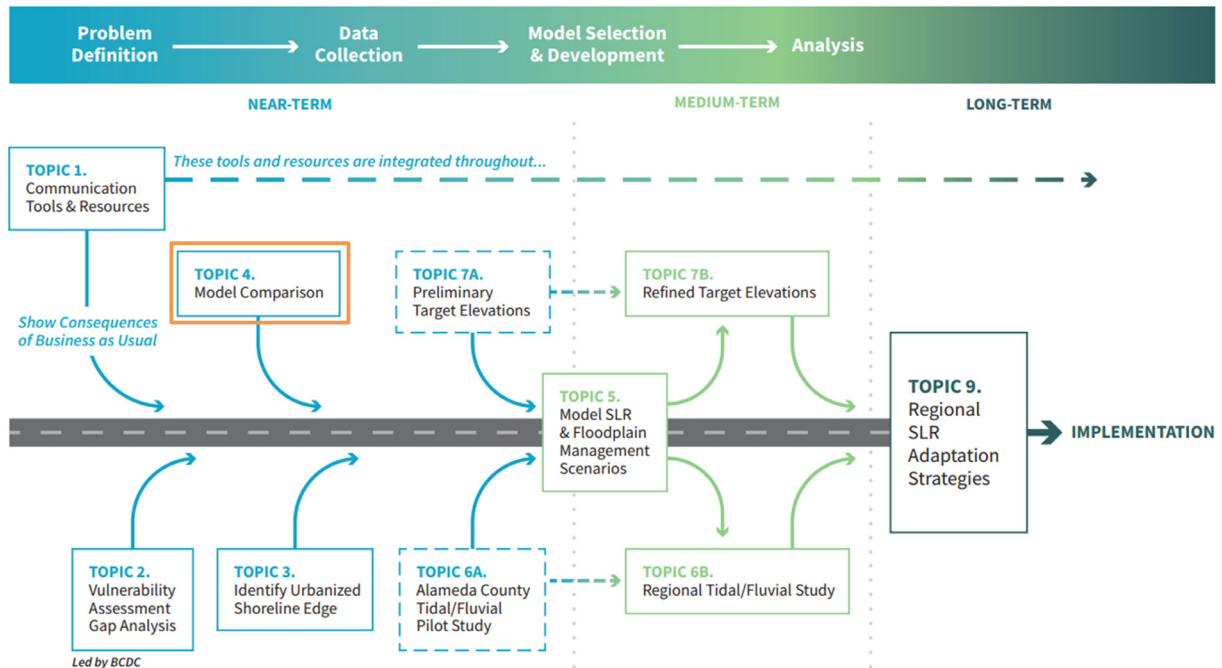 Problem
Definition
Data
Collection
Model Selection
& Development
Analysis
NEAR-TERM
MEDIUM-TERM
LONG-TERM
TOPIC 1.
Communication
Tools & Resources
These tools and resources are integrated throughout...
TOPIC 4.
Model Comparison
TOPIC 7A.
Preliminary
Target Elevations
TOPIC 7B.
Refined Target Elevations
Show Consequences
of Business as Usual
TOPIC 5.
Model SLR
& Floodplain
Management
Scenarios
TOPIC 9.
Regional
SLR
Adaptation
Strategies
IMPLEMENTATION
TOPIC 2.
Vulnerability
Assessment
Gap Analysis
Led by BCDC
TOPIC 3.
Identify Urbanized
Shoreline Edge
TOPIC 6A.
Alameda County
Tidal/Fluvial
Pilot Study
TOPIC 6B.
Regional Tidal/Fluvial Study